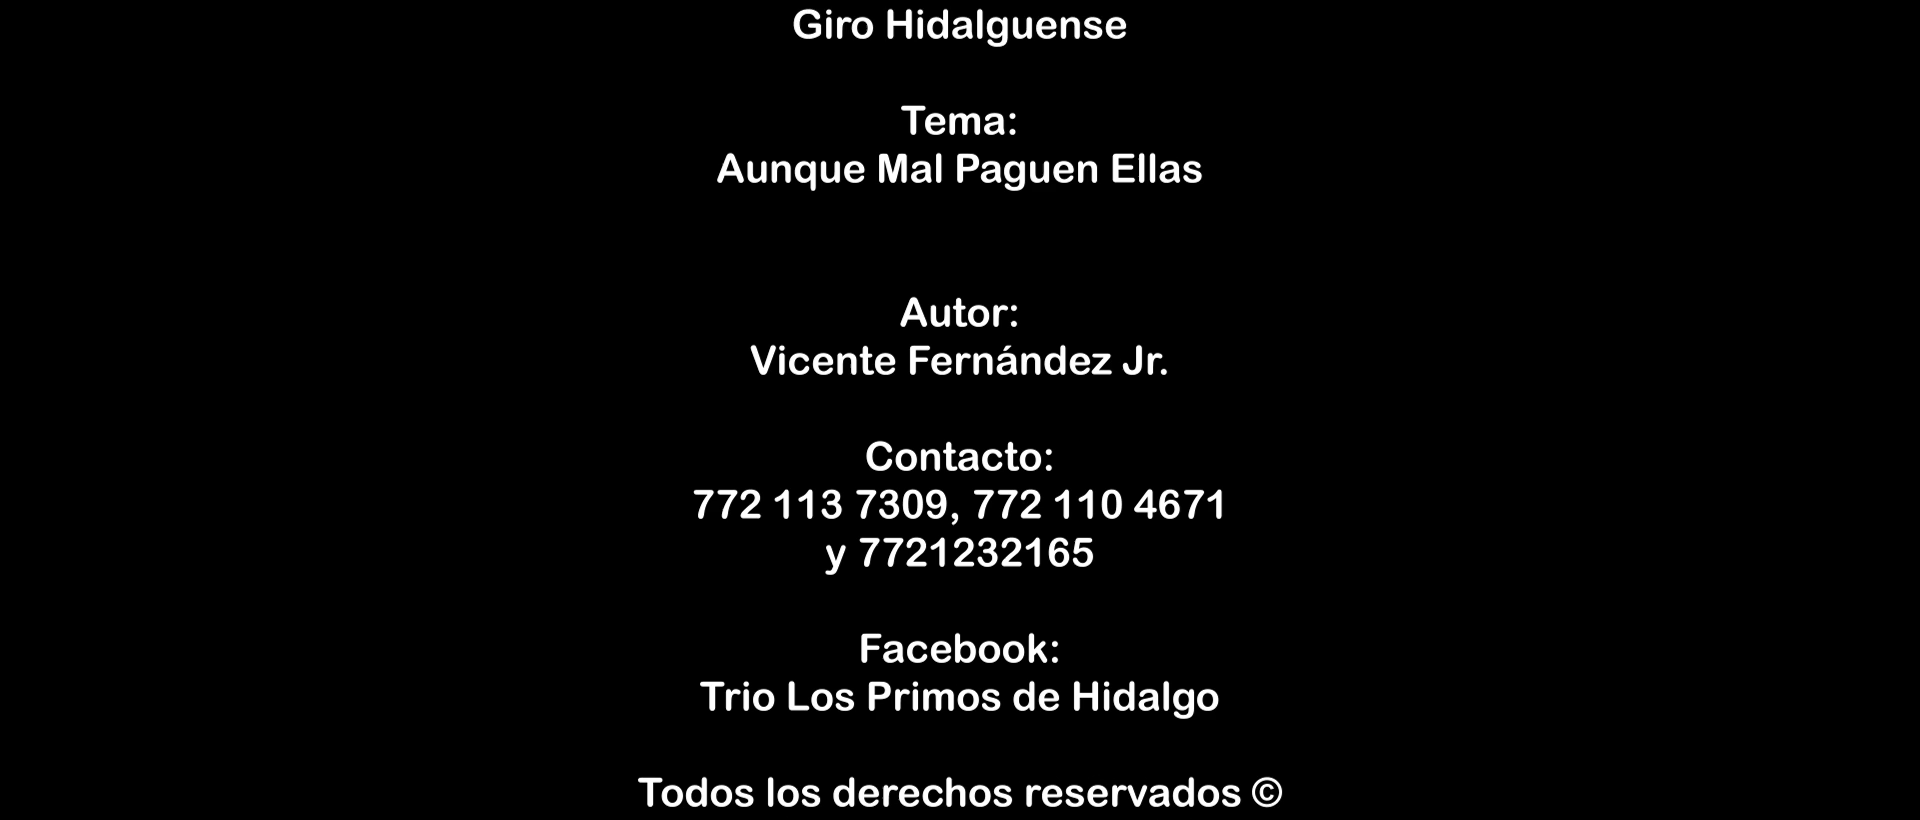 Giro Hidalguense
Tema:
Aunque Mal Paguen Ellas
Autor:
Vicente Fernández Jr.
Contacto:
772 113 7309, 772 110 4671
y 7721232165
Facebook:
Trio Los Primos de Hidalgo
Todos los derechos reservados ©